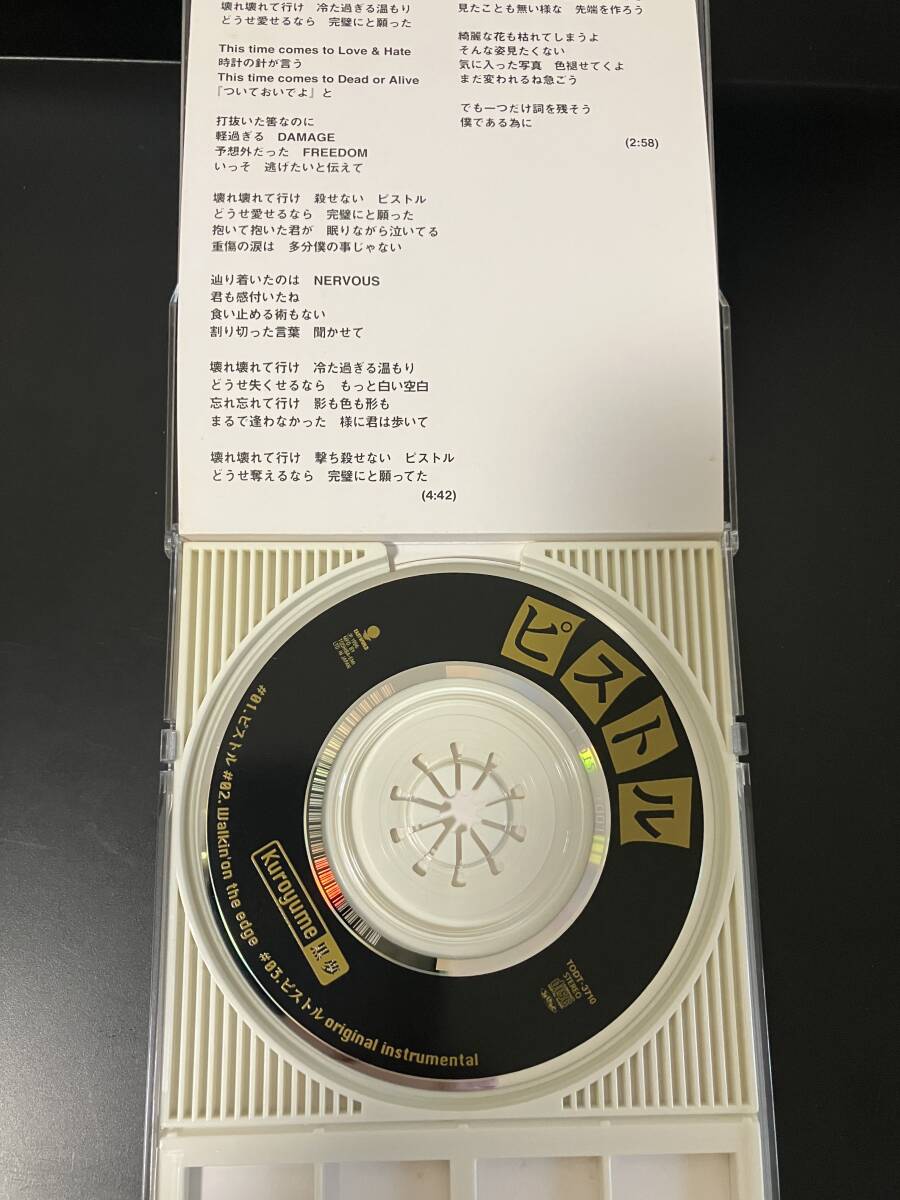 壊れ壊れて行け　冷た過ぎる温もり
どうせ愛せるなら　完璧にと願った
This time comes to Love & Hate
時計の針が言う
This time comes to Dead or Alive
『ついておいでよ』と
打抜いた筈なのに
軽過ぎる　DAMAGE
予想外だった　FREEDOM
いっそ　逃げたいと伝えて
壊れ壊れて行け　殺せない　ピストル
どうせ愛せるなら　完璧にと願った
抱いて抱いた君が　眠りながら泣いてる
重傷の涙は　多分僕の事じゃない
辿り着いたのは　NERVOUS
君も感付いたね
食い止める術もない
割り切った言葉　聞かせて
壊れ壊れて行け　冷た過ぎる温もり
どうせ失くせるなら　もっと白い空白
忘れ忘れて行け　影も色も形も
まるで逢わなかった　様に君は歩いて
壊れ壊れて行け　撃ち殺せない　ピストル
どうせ奪えるなら　完璧にと願ってた
(4:42)
見たことも無い様な　先端を作ろう
綺麗な花も枯れてしまうよ
そんな姿見たくない
気に入った写真　色褪せてくよ
まだ変われるね急ごう
でも一つだけ詞を残そう
僕である為に
(2:58)
ピストル
EASTWORLD
℗ 1996
MFD. BY
TOSHIBA-EMI
LTD IN JAPAN
#01.ピストル #02.Walkin'on the edge #03.ピストル original instrumental
Kuroyume 黒夢
TODT-3710
STEREO